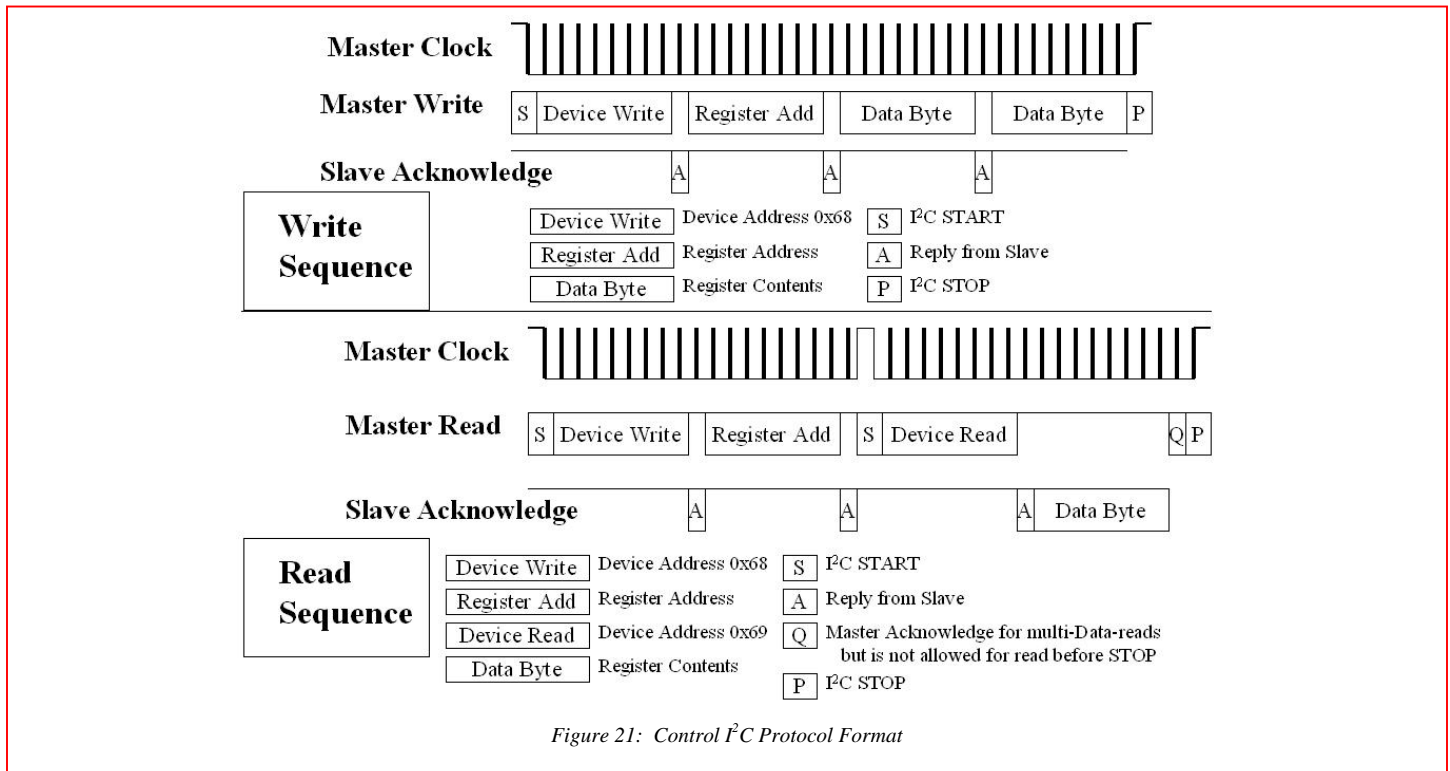 Master Clock
Master Write
S Device Write Register Add Data Byte Data Byte P
Slave Acknowledge
A A A
Write
Sequence
Device Write Device Address 0x68 S I²C START
Register Add Register Address A Reply from Slave
Data Byte Register Contents P I²C STOP
Master Clock
Master Read
S Device Write Register Add S Device Read Q P
Slave Acknowledge
A A A Data Byte
Read
Sequence
Device Write Device Address 0x68 S I²C START
Register Add Register Address A Reply from Slave
Device Read Device Address 0x69 Q Master Acknowledge for multi-Data-reads
but is not allowed for read before STOP
Data Byte Register Contents
P I²C STOP
Figure 21: Control I²C Protocol Format